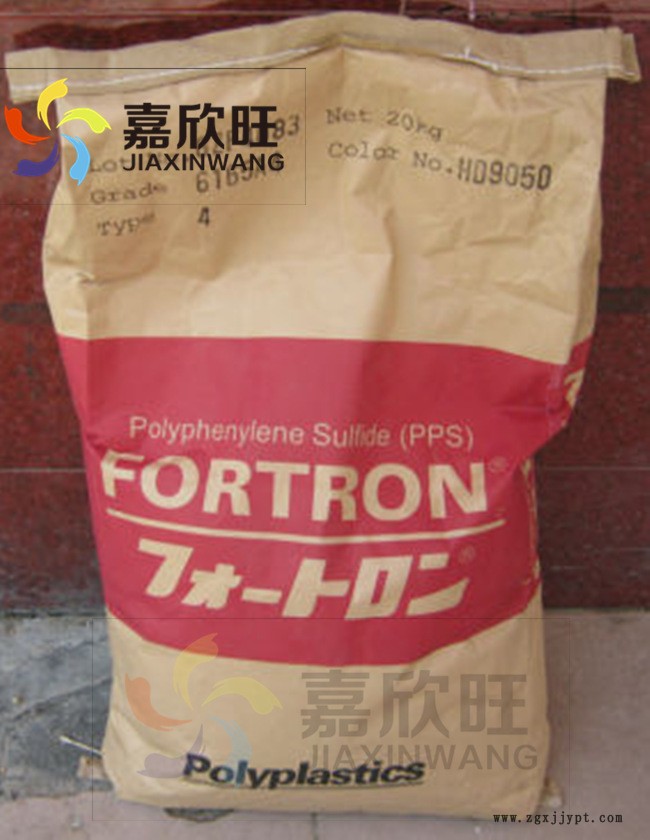 嘉欣旺
JIAXINWANG
Net 20kg
Lot
Color No. HD9050
Grade
Type 4
Polyphenylene Sulfide (PPS)
FORTRON®
フォートロン®
嘉欣旺
JIAXINWANG
Polyplastics
www.zgxjjypt.com